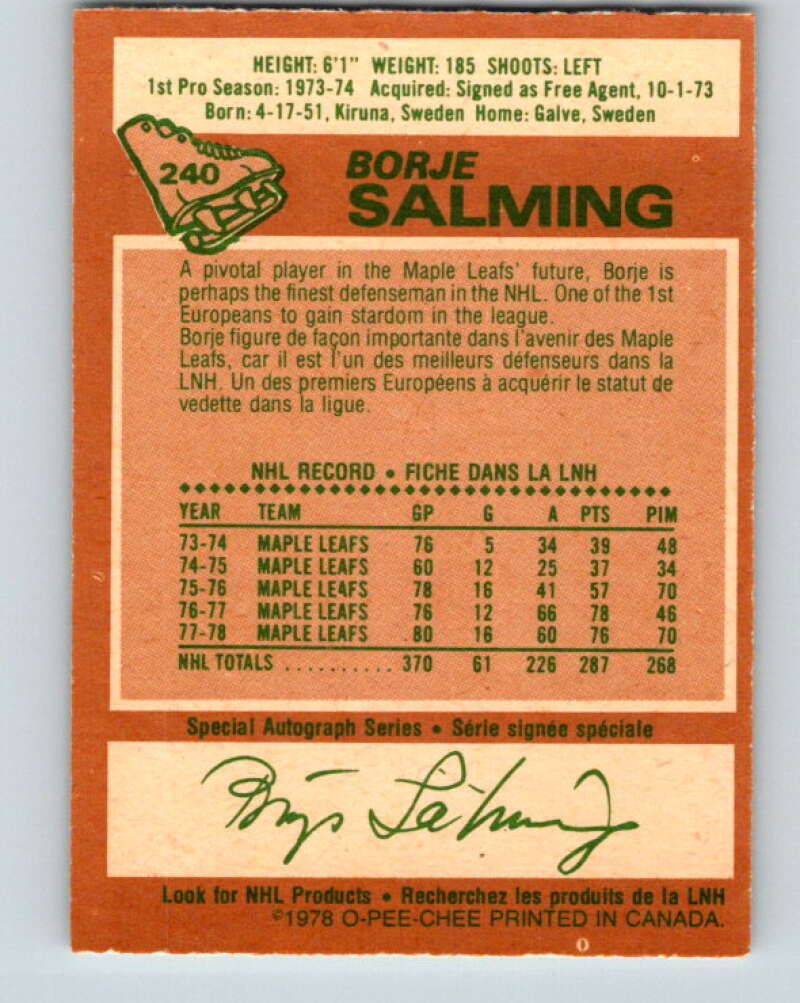 HEIGHT: 6'1" WEIGHT: 185 SHOOTS: LEFT
1st Pro Season: 1973-74 Acquired: Signed as Free Agent, 10-1-73
Born: 4-17-51, Kiruna, Sweden Home: Galve, Sweden
240
BORJE
SALMING
A pivotal player in the Maple Leafs' future, Borje is
perhaps the finest defenseman in the NHL. One of the 1st
Europeans to gain stardom in the league.
Borje figure de façon importante dans l'avenir des Maple
Leafs, car il est l'un des meilleurs défenseurs dans la
LNH. Un des premiers Européens à acquérir le statut de
vedette dans la ligue.
NHL RECORD • FICHE DANS LA LNH
YEAR TEAM GP G A PTS PIM
73-74 MAPLE LEAFS 76 5 34 39 48
74-75 MAPLE LEAFS 60 12 25 37 34
75-76 MAPLE LEAFS 78 16 41 57 70
76-77 MAPLE LEAFS 76 12 66 78 46
77-78 MAPLE LEAFS 80 16 60 76 70
NHL TOTALS .......... 370 61 226 287 268
Special Autograph Series • Série signée spéciale
Börje Salming
Look for NHL Products • Recherchez les produits de la LNH
©1978 O-PEE-CHEE PRINTED IN CANADA.
O